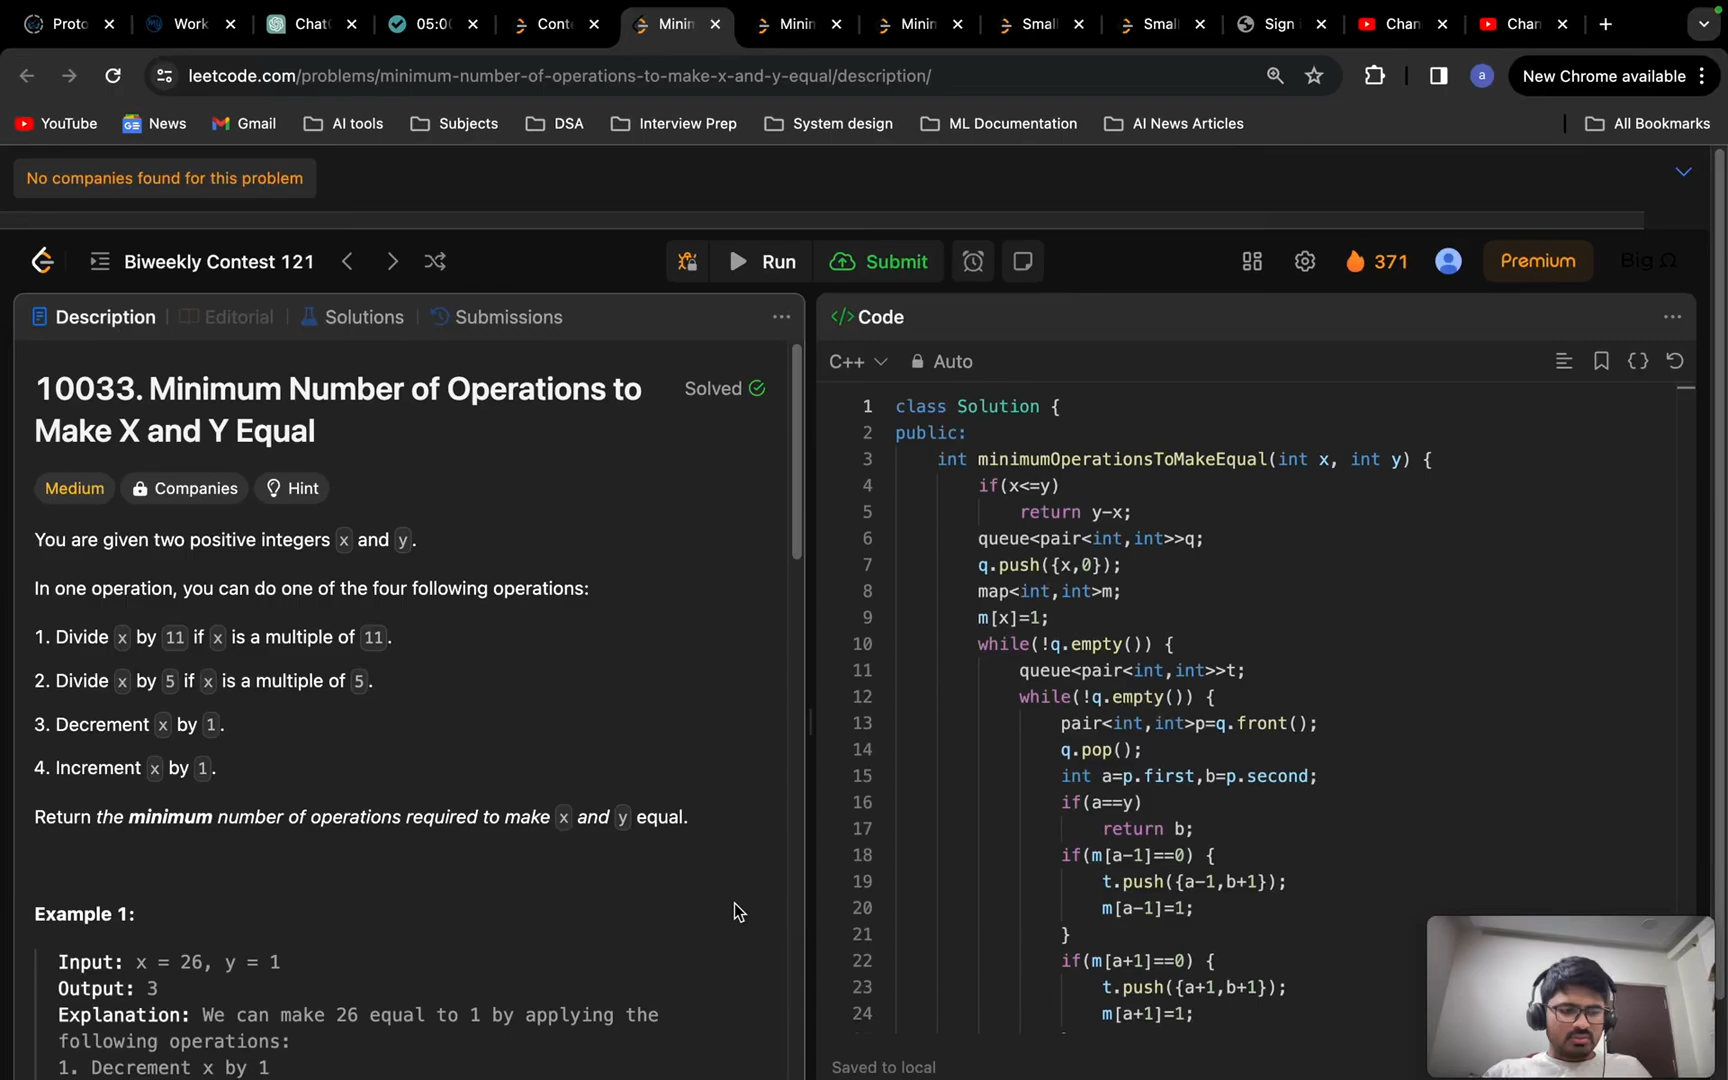 Proto
Work
ChatG
05:00
Conte
Minin
Minin
Minin
Small
Small
Sign
Chan
Chan
leetcode.com/problems/minimum-number-of-operations-to-make-x-and-y-equal/description/
a
New Chrome available
YouTube
News
Gmail
AI tools
Subjects
DSA
Interview Prep
System design
ML Documentation
AI News Articles
All Bookmarks
No companies found for this problem
Biweekly Contest 121
Run
Submit
371
Premium
Big Ω
Description
Editorial
Solutions
Submissions
</> Code
10033. Minimum Number of Operations to
Make X and Y Equal
Solved
Medium
Companies
Hint
You are given two positive integers x and y.
In one operation, you can do one of the four following operations:
1. Divide x by 11 if x is a multiple of 11.
2. Divide x by 5 if x is a multiple of 5.
3. Decrement x by 1.
4. Increment x by 1.
Return the minimum number of operations required to make x and y equal.
Example 1:
Input: x = 26, y = 1
Output: 3
Explanation: We can make 26 equal to 1 by applying the
following operations:
1. Decrement x by 1
C++
Auto
1 class Solution {
2 public:
3 int minimumOperationsToMakeEqual(int x, int y) {
4 if(x<=y)
5 return y-x;
6 queue<pair<int,int>>q;
7 q.push({x,0});
8 map<int,int>m;
9 m[x]=1;
10 while(!q.empty()) {
11 queue<pair<int,int>>t;
12 while(!q.empty()) {
13 pair<int,int>p=q.front();
14 q.pop();
15 int a=p.first,b=p.second;
16 if(a==y)
17 return b;
18 if(m[a-1]==0) {
19 t.push({a-1,b+1});
20 m[a-1]=1;
21 }
22 if(m[a+1]==0) {
23 t.push({a+1,b+1});
24 m[a+1]=1;
Saved to local